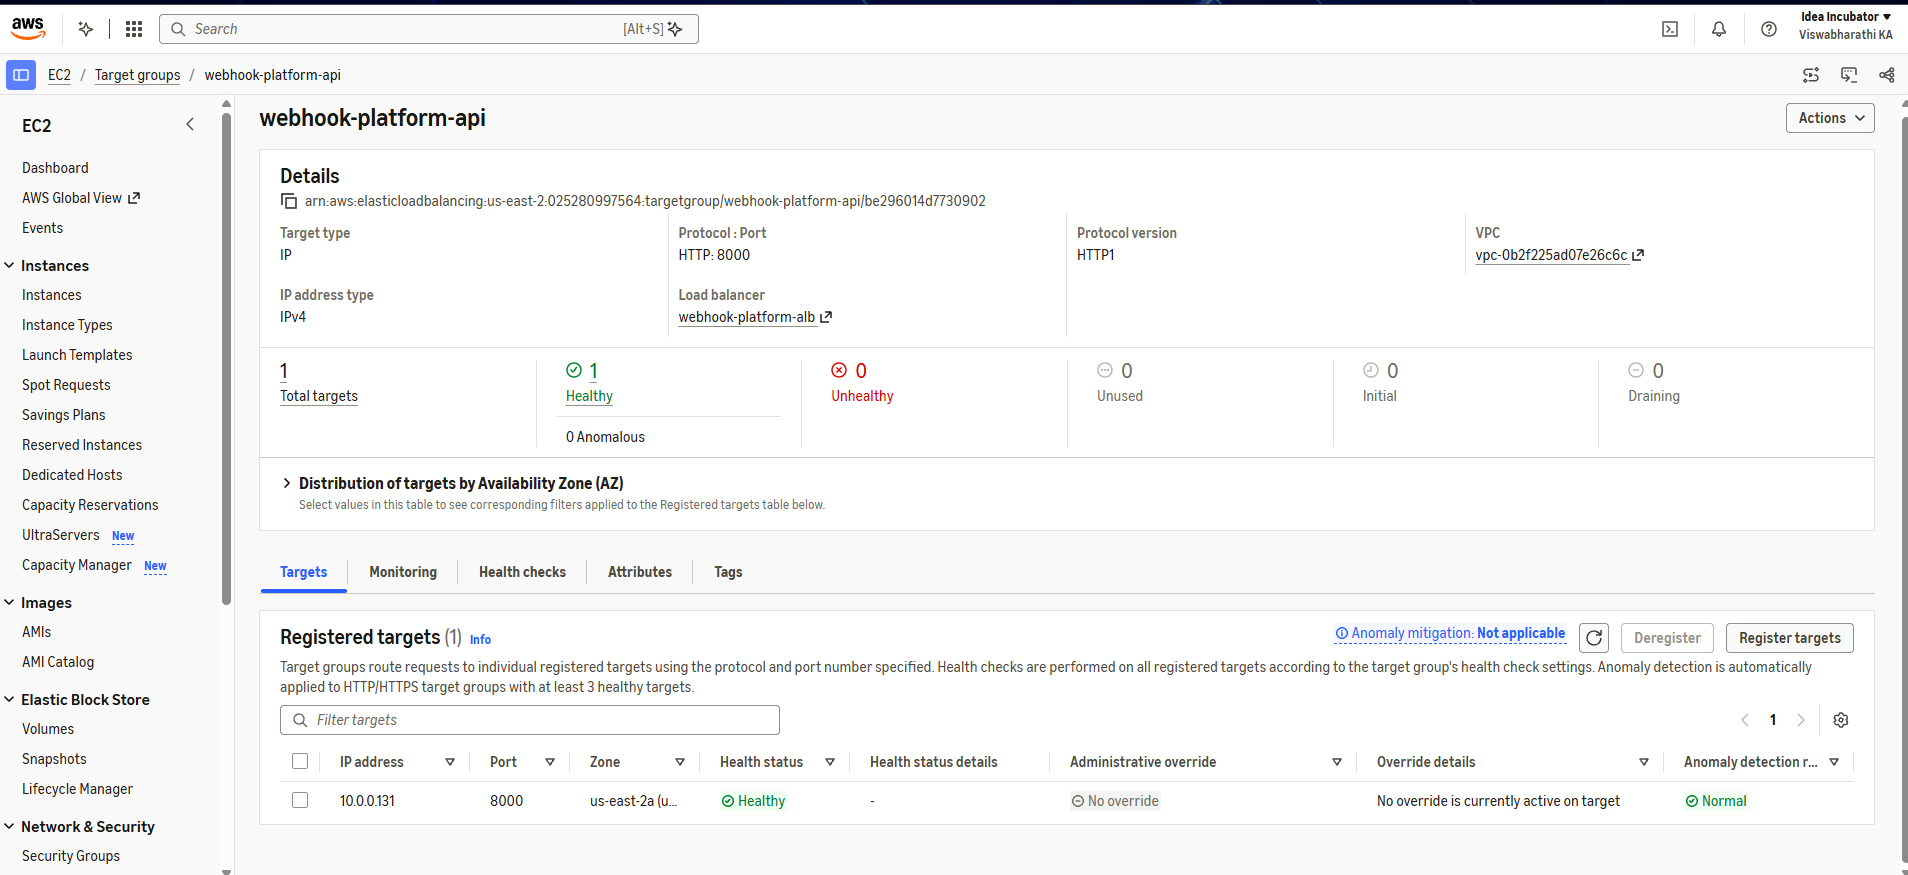 aws
Search
[Alt+S]
Idea Incubator
Viswabharathi KA
EC2 / Target groups / webhook-platform-api
EC2
Dashboard
AWS Global View
Events
Instances
Instances
Instance Types
Launch Templates
Spot Requests
Savings Plans
Reserved Instances
Dedicated Hosts
Capacity Reservations
UltraServers New
Capacity Manager New
Images
AMIs
AMI Catalog
Elastic Block Store
Volumes
Snapshots
Lifecycle Manager
Network & Security
Security Groups
webhook-platform-api
Actions
Details
arn:aws:elasticloadbalancing:us-east-2:025280997564:targetgroup/webhook-platform-api/be296014d7730902
Target type
IP
Protocol : Port
HTTP: 8000
Protocol version
HTTP1
VPC
vpc-0b2f225ad07e26c6c
IP address type
IPv4
Load balancer
webhook-platform-alb
1
Total targets
1
Healthy
0 Anomalous
0
Unhealthy
0
Unused
0
Initial
0
Draining
Distribution of targets by Availability Zone (AZ)
Select values in this table to see corresponding filters applied to the Registered targets table below.
Targets
Monitoring
Health checks
Attributes
Tags
Registered targets (1) Info
Anomaly mitigation: Not applicable
Deregister
Register targets
Target groups route requests to individual registered targets using the protocol and port number specified. Health checks are performed on all registered targets according to the target group's health check settings. Anomaly detection is automatically
applied to HTTP/HTTPS target groups with at least 3 healthy targets.
Filter targets
1
IP address Port Zone Health status Health status details Administrative override Override details Anomaly detection r...
10.0.0.131 8000 us-east-2a (u... Healthy - No override No override is currently active on target Normal